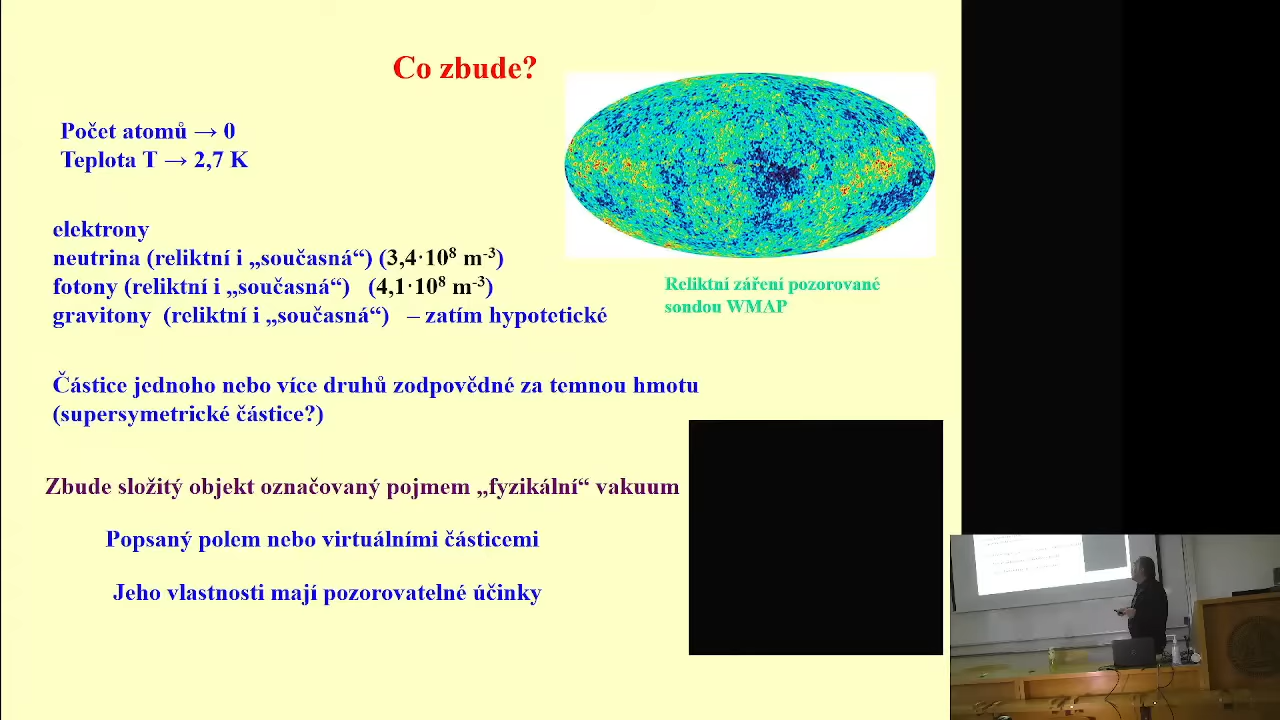 Co zbude?
Počet atomů → 0
Teplota T → 2,7 K
elektrony
neutrina (reliktní i „současná“) (3,4·10⁸ m⁻³)
fotony (reliktní i „současná“) (4,1·10⁸ m⁻³)
gravitony (reliktní i „současná“) – zatím hypotetické
Reliktní záření pozorované
sondou WMAP
Částice jednoho nebo více druhů zodpovědné za temnou hmotu
(supersymetrické částice?)
Zbude složitý objekt označovaný pojmem „fyzikální“ vakuum
Popsaný polem nebo virtuálními částicemi
Jeho vlastnosti mají pozorovatelné účinky